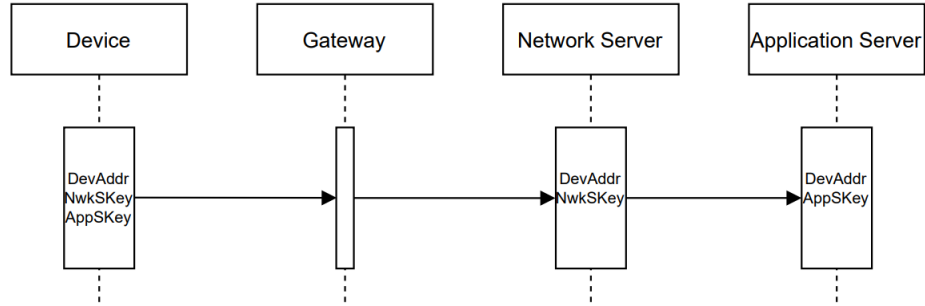 Device
Gateway
Network Server
Application Server
DevAddr
NwkSKey
AppSKey
DevAddr
NwkSKey
DevAddr
AppSKey